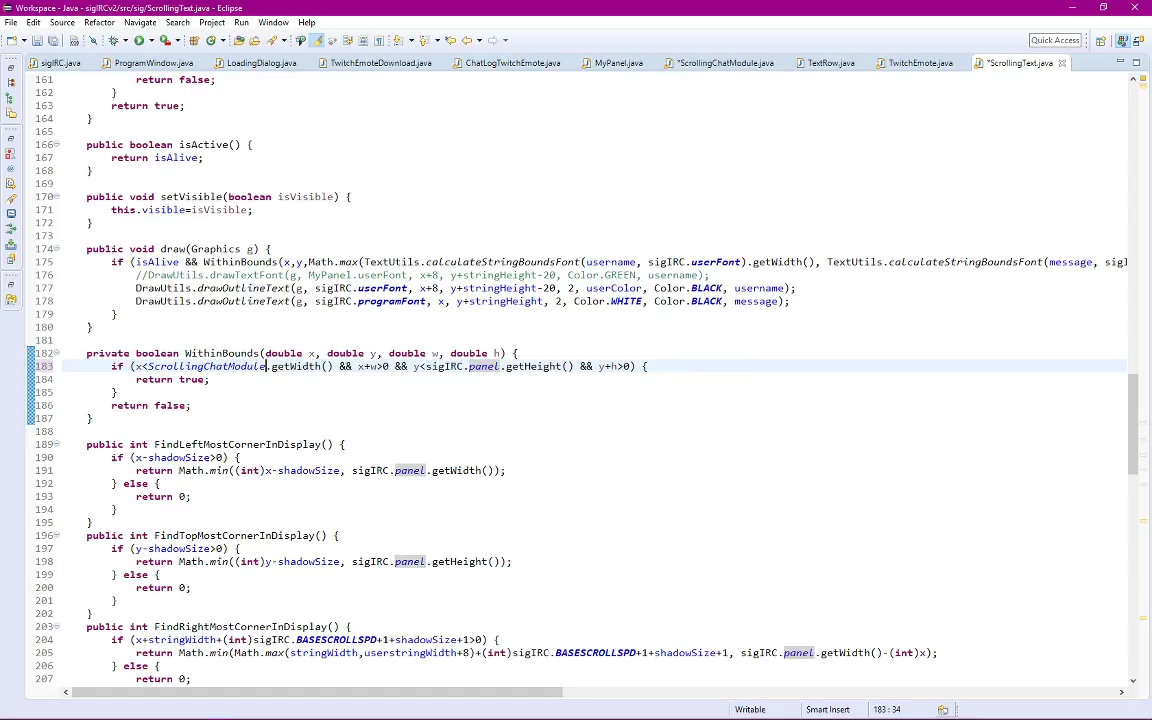 Workspace - Java - sigIRCv2/src/sig/ScrollingText.java - Eclipse
File Edit Source Refactor Navigate Search Project Run Window Help
Quick Access
sigIRC.java ProgramWindow.java LoadingDialog.java TwitchEmoteDownload.java ChatLogTwitchEmote.java MyPanel.java *ScrollingChatModule.java TextRow.java TwitchEmote.java *ScrollingText.java
161 return false;
162 }
163 return true;
164 }
165
166 public boolean isActive() {
167 return isAlive;
168 }
169
170 public void setVisible(boolean isVisible) {
171 this.visible=isVisible;
172 }
173
174 public void draw(Graphics g) {
175 if (isAlive && WithinBounds(x,y,Math.max(TextUtils.calculateStringBoundsFont(username, sigIRC.userFont).getWidth(), TextUtils.calculateStringBoundsFont(message, sigI
176 //DrawUtils.drawTextFont(g, MyPanel.userFont, x+8, y+stringHeight-20, Color.GREEN, username);
177 DrawUtils.drawOutlineText(g, sigIRC.userFont, x+8, y+stringHeight-20, 2, userColor, Color.BLACK, username);
178 DrawUtils.drawOutlineText(g, sigIRC.programFont, x, y+stringHeight, 2, Color.WHITE, Color.BLACK, message);
179 }
180 }
181
182 private boolean WithinBounds(double x, double y, double w, double h) {
183 if (x<ScrollingChatModule.getWidth() && x+w>0 && y<sigIRC.panel.getHeight() && y+h>0) {
184 return true;
185 }
186 return false;
187 }
188
189 public int FindLeftMostCornerInDisplay() {
190 if (x-shadowSize>0) {
191 return Math.min((int)x-shadowSize, sigIRC.panel.getWidth());
192 } else {
193 return 0;
194 }
195 }
196 public int FindTopMostCornerInDisplay() {
197 if (y-shadowSize>0) {
198 return Math.min((int)y-shadowSize, sigIRC.panel.getHeight());
199 } else {
200 return 0;
201 }
202 }
203 public int FindRightMostCornerInDisplay() {
204 if (x+stringWidth+(int)sigIRC.BASESCROLLSPD+1+shadowSize+1>0) {
205 return Math.min(Math.max(stringWidth,userstringWidth+8)+(int)sigIRC.BASESCROLLSPD+1+shadowSize+1, sigIRC.panel.getWidth()-(int)x);
206 } else {
207 return 0;
Writable Smart Insert 183 : 34